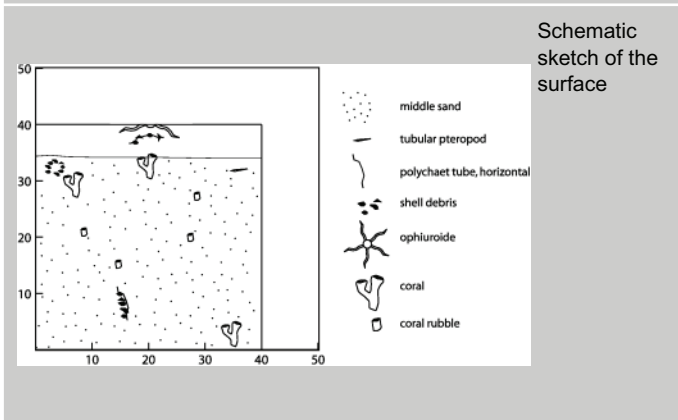 Schematic
sketch of the
surface
50
40
30
20
10
10 20 30 40 50
middle sand
tubular pteropod
polychaet tube, horizontal
shell debris
ophiuroide
coral
coral rubble